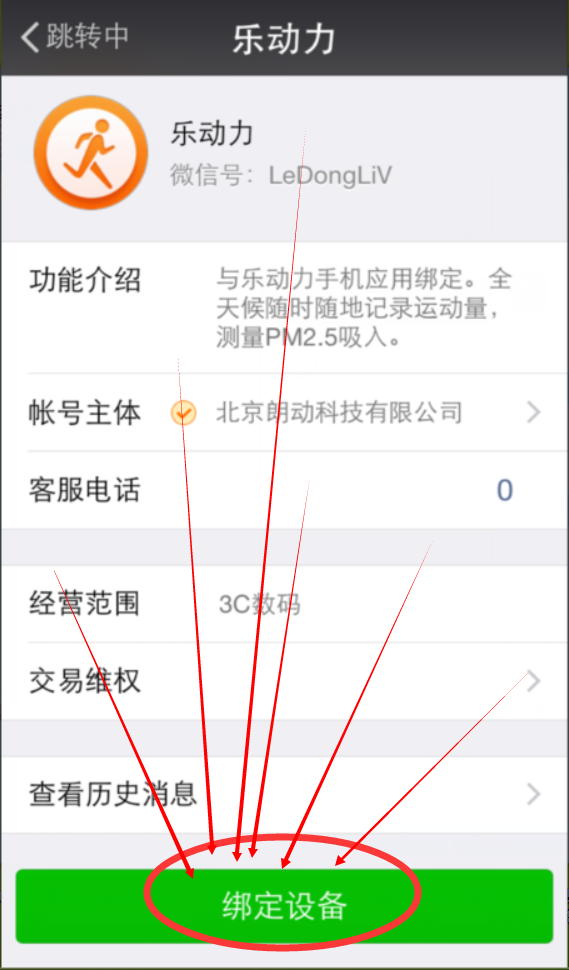 跳转中 乐动力
乐动力
微信号：LeDongLiV
功能介绍 与乐动力手机应用绑定。全
天候随时随地记录运动量，
测量PM2.5吸入。
帐号主体 北京朗动科技有限公司
客服电话 0
经营范围 3C数码
交易维权
查看历史消息
绑定设备